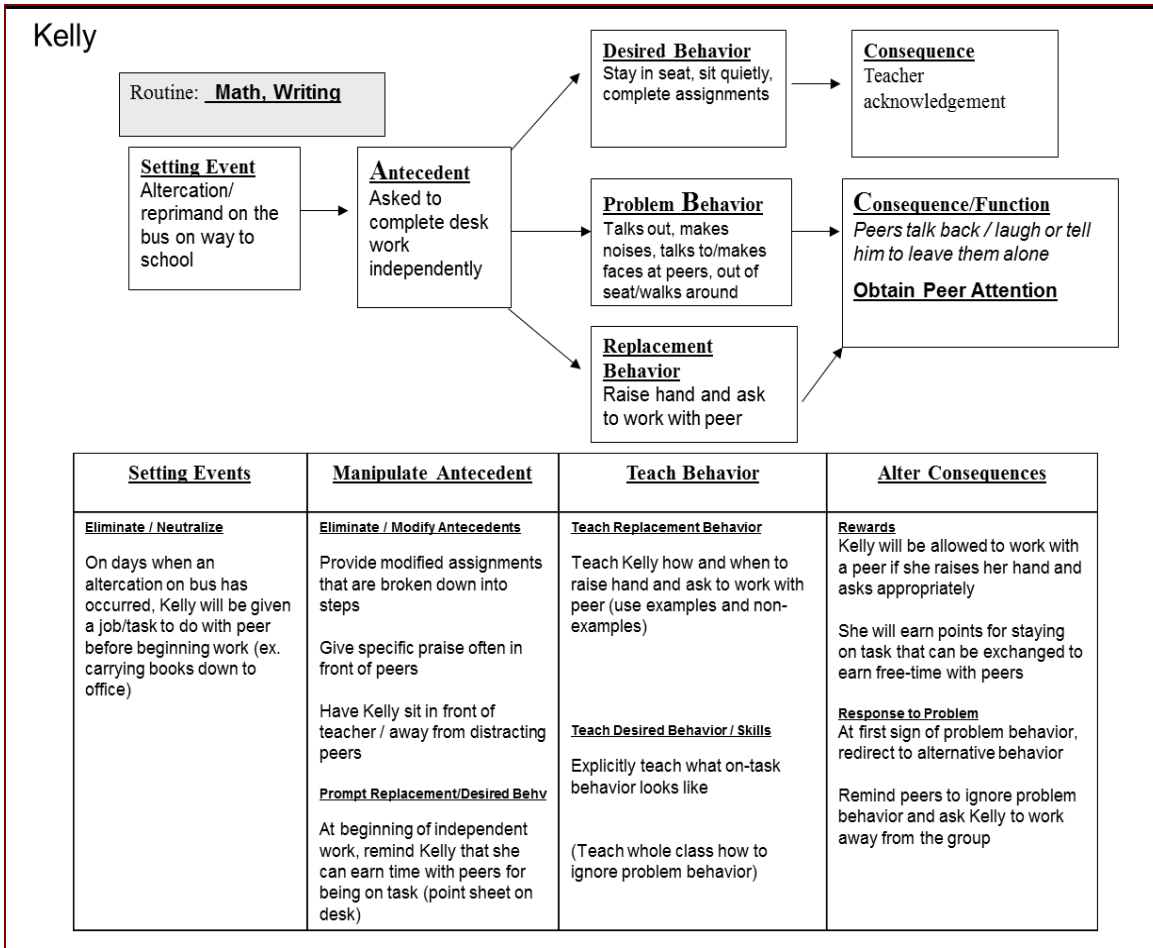 Kelly
Routine: Math, Writing
Setting Event
Altercation/
reprimand on the
bus on way to
school
Antecedent
Asked to
complete desk
work
independently
Desired Behavior
Stay in seat, sit quietly,
complete assignments
Consequence
Teacher
acknowledgement
Problem Behavior
Talks out, makes
noises, talks to/makes
faces at peers, out of
seat/walks around
Consequence/Function
Peers talk back / laugh or tell
him to leave them alone
Obtain Peer Attention
Replacement
Behavior
Raise hand and ask
to work with peer
Setting Events
Eliminate / Neutralize
On days when an
altercation on bus has
occurred, Kelly will be given
a job/task to do with peer
before beginning work (ex.
carrying books down to
office)
Manipulate Antecedent
Eliminate / Modify Antecedents
Provide modified assignments
that are broken down into
steps
Give specific praise often in
front of peers
Have Kelly sit in front of
teacher / away from distracting
peers
Prompt Replacement/Desired Behv
At beginning of independent
work, remind Kelly that she
can earn time with peers for
being on task (point sheet on
desk)
Teach Behavior
Teach Replacement Behavior
Teach Kelly how and when to
raise hand and ask to work with
peer (use examples and non-
examples)
Teach Desired Behavior / Skills
Explicitly teach what on-task
behavior looks like
(Teach whole class how to
ignore problem behavior)
Alter Consequences
Rewards
Kelly will be allowed to work with
a peer if she raises her hand and
asks appropriately
She will earn points for staying
on task that can be exchanged to
earn free-time with peers
Response to Problem
At first sign of problem behavior,
redirect to alternative behavior
Remind peers to ignore problem
behavior and ask Kelly to work
away from the group